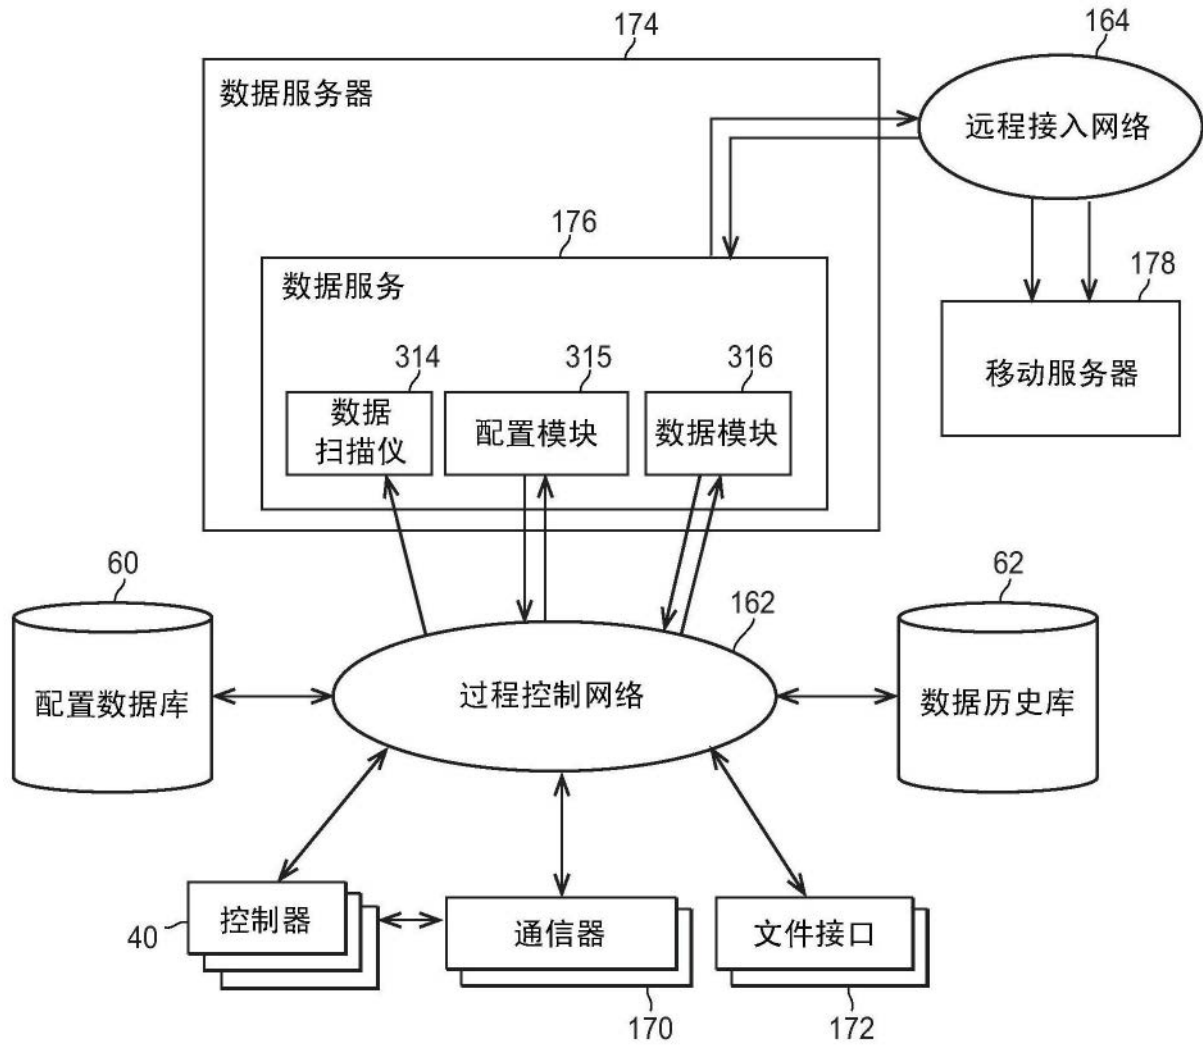 174
164
数据服务器
远程接入网络
176
178
数据服务
移动服务器
314
315
316
数据
扫描仪
配置模块
数据模块
60
62
162
配置数据库
过程控制网络
数据历史库
控制器
40
通信器
文件接口
170
172